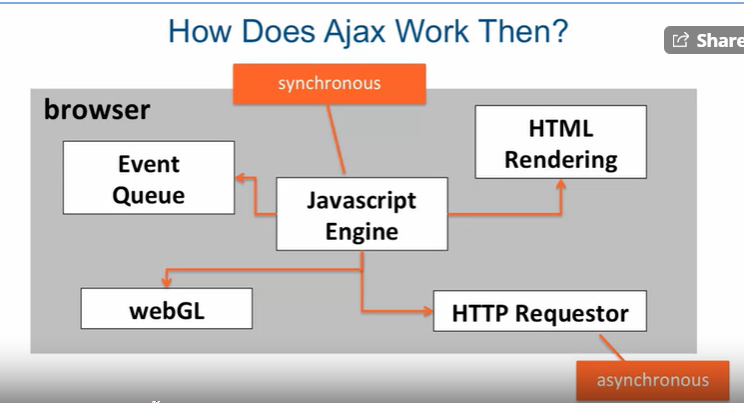 How Does Ajax Work Then?
Share
synchronous
browser
HTML
Rendering
Event
Queue
Javascript
Engine
webGL
HTTP Requestor
asynchronous